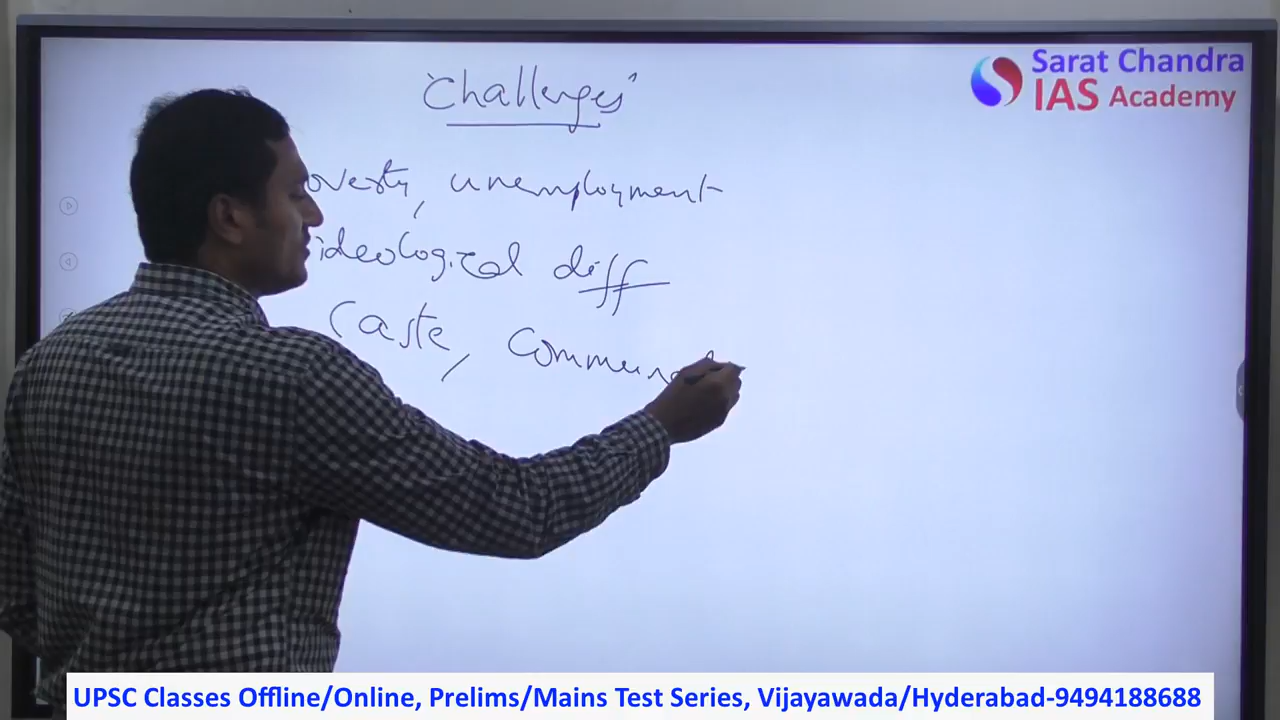 Sarat Chandra
IAS Academy
"Challenges"
overty, unemployment
ideological diff
Caste, Commun
UPSC Classes Offline/Online, Prelims/Mains Test Series, Vijayawada/Hyderabad-9494188688